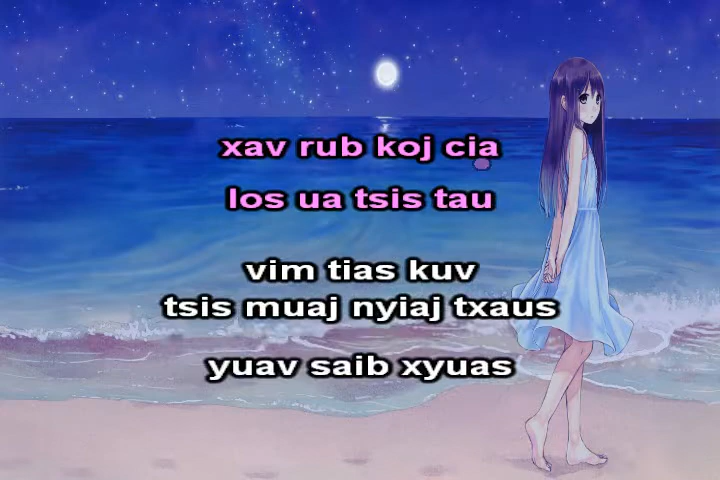 xav rub koj cia
los ua tsis tau
vim tias kuv
tsis muaj nyiaj txaus
yuav saib xyuas